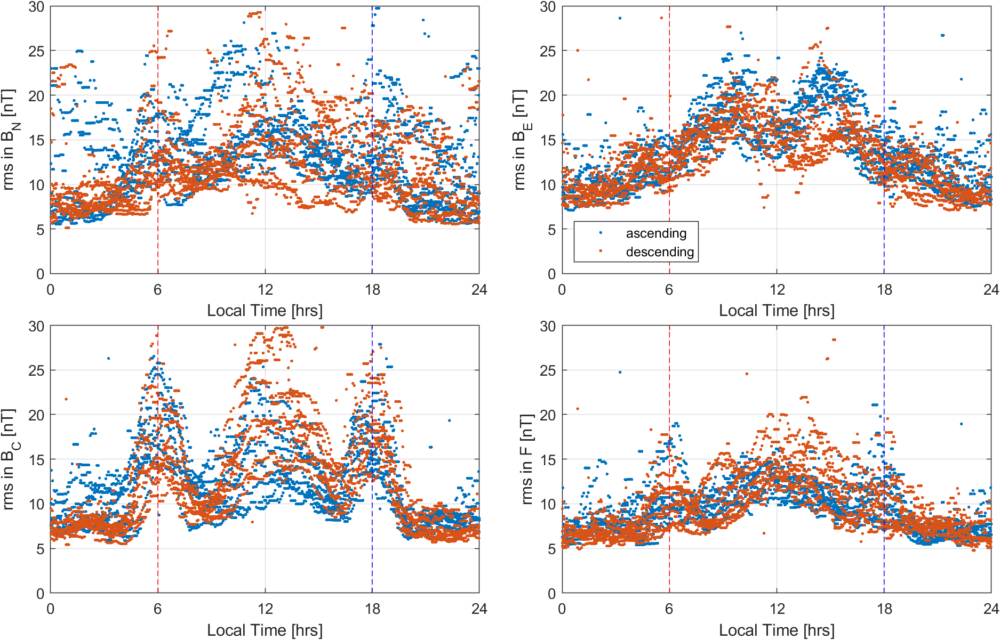 30
25
20
15
10
5
0
rms in B_N [nT]
0 6 12 18 24
Local Time [hrs]
30
25
20
15
10
5
0
rms in B_E [nT]
ascending
descending
0 6 12 18 24
Local Time [hrs]
30
25
20
15
10
5
0
rms in B_C [nT]
0 6 12 18 24
Local Time [hrs]
30
25
20
15
10
5
0
rms in F [nT]
0 6 12 18 24
Local Time [hrs]